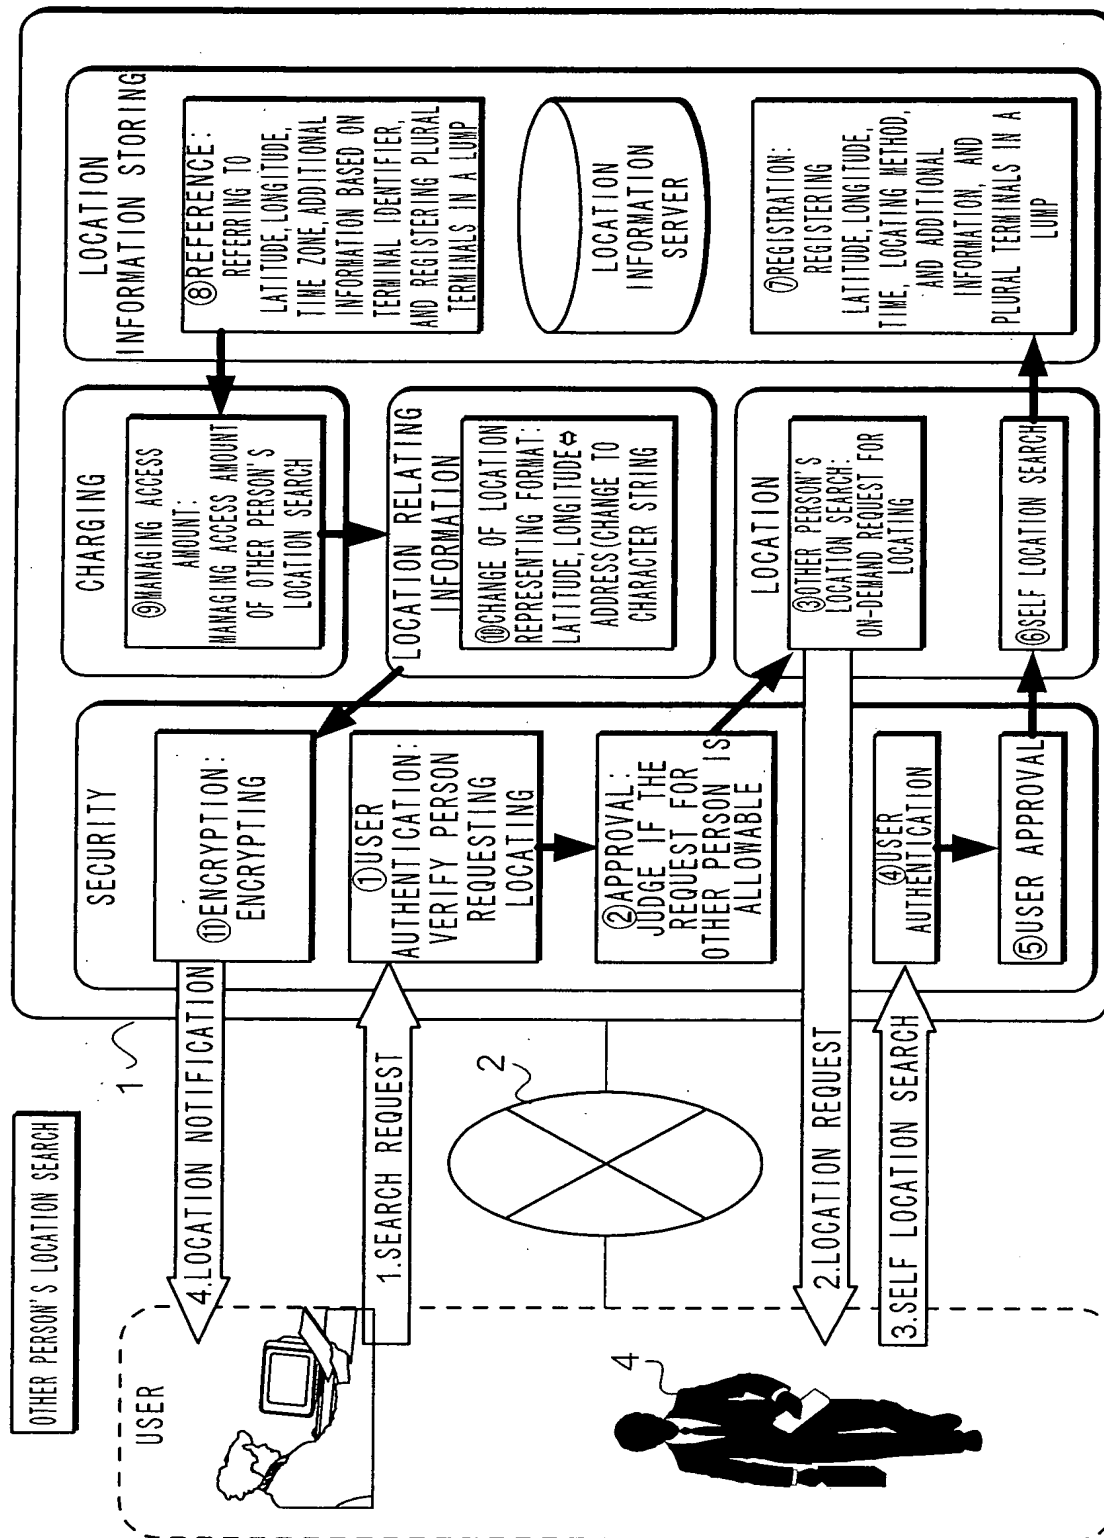 OTHER PERSON'S LOCATION SEARCH
USER
4.LOCATION NOTIFICATION
1.SEARCH REQUEST
2.LOCATION REQUEST
3.SELF LOCATION SEARCH
1
2
4
SECURITY
⑪ENCRYPTION:
ENCRYPTING
①USER
AUTHENTICATION:
VERIFY PERSON
REQUESTING
LOCATING
②APPROVAL:
JUDGE IF THE
REQUEST FOR
OTHER PERSON IS
ALLOWABLE
④USER
AUTHENTICATION
⑤USER APPROVAL
CHARGING
⑨MANAGING ACCESS
AMOUNT:
MANAGING ACCESS AMOUNT
OF OTHER PERSON'S
LOCATION SEARCH
LOCATION RELATING
INFORMATION
⑩CHANGE OF LOCATION
REPRESENTING FORMAT:
LATITUDE,LONGITUDE⇔
ADDRESS(CHANGE TO
CHARACTER STRING
LOCATION
③OTHER PERSON'S
LOCATION SEARCH:
ON-DEMAND REQUEST FOR
LOCATING
⑥SELF LOCATION SEARCH
LOCATION
INFORMATION STORING
⑧REFERENCE:
REFERRING TO
LATITUDE,LONGITUDE,
TIME ZONE,ADDITIONAL
INFORMATION BASED ON
TERMINAL IDENTIFIER,
AND REGISTERING PLURAL
TERMINALS IN A LUMP
LOCATION
INFORMATION
SERVER
⑦REGISTRATION:
REGISTERING
LATITUDE,LONGITUDE,
TIME, LOCATING METHOD,
AND ADDITIONAL
INFORMATION, AND
PLURAL TERMINALS IN A
LUMP